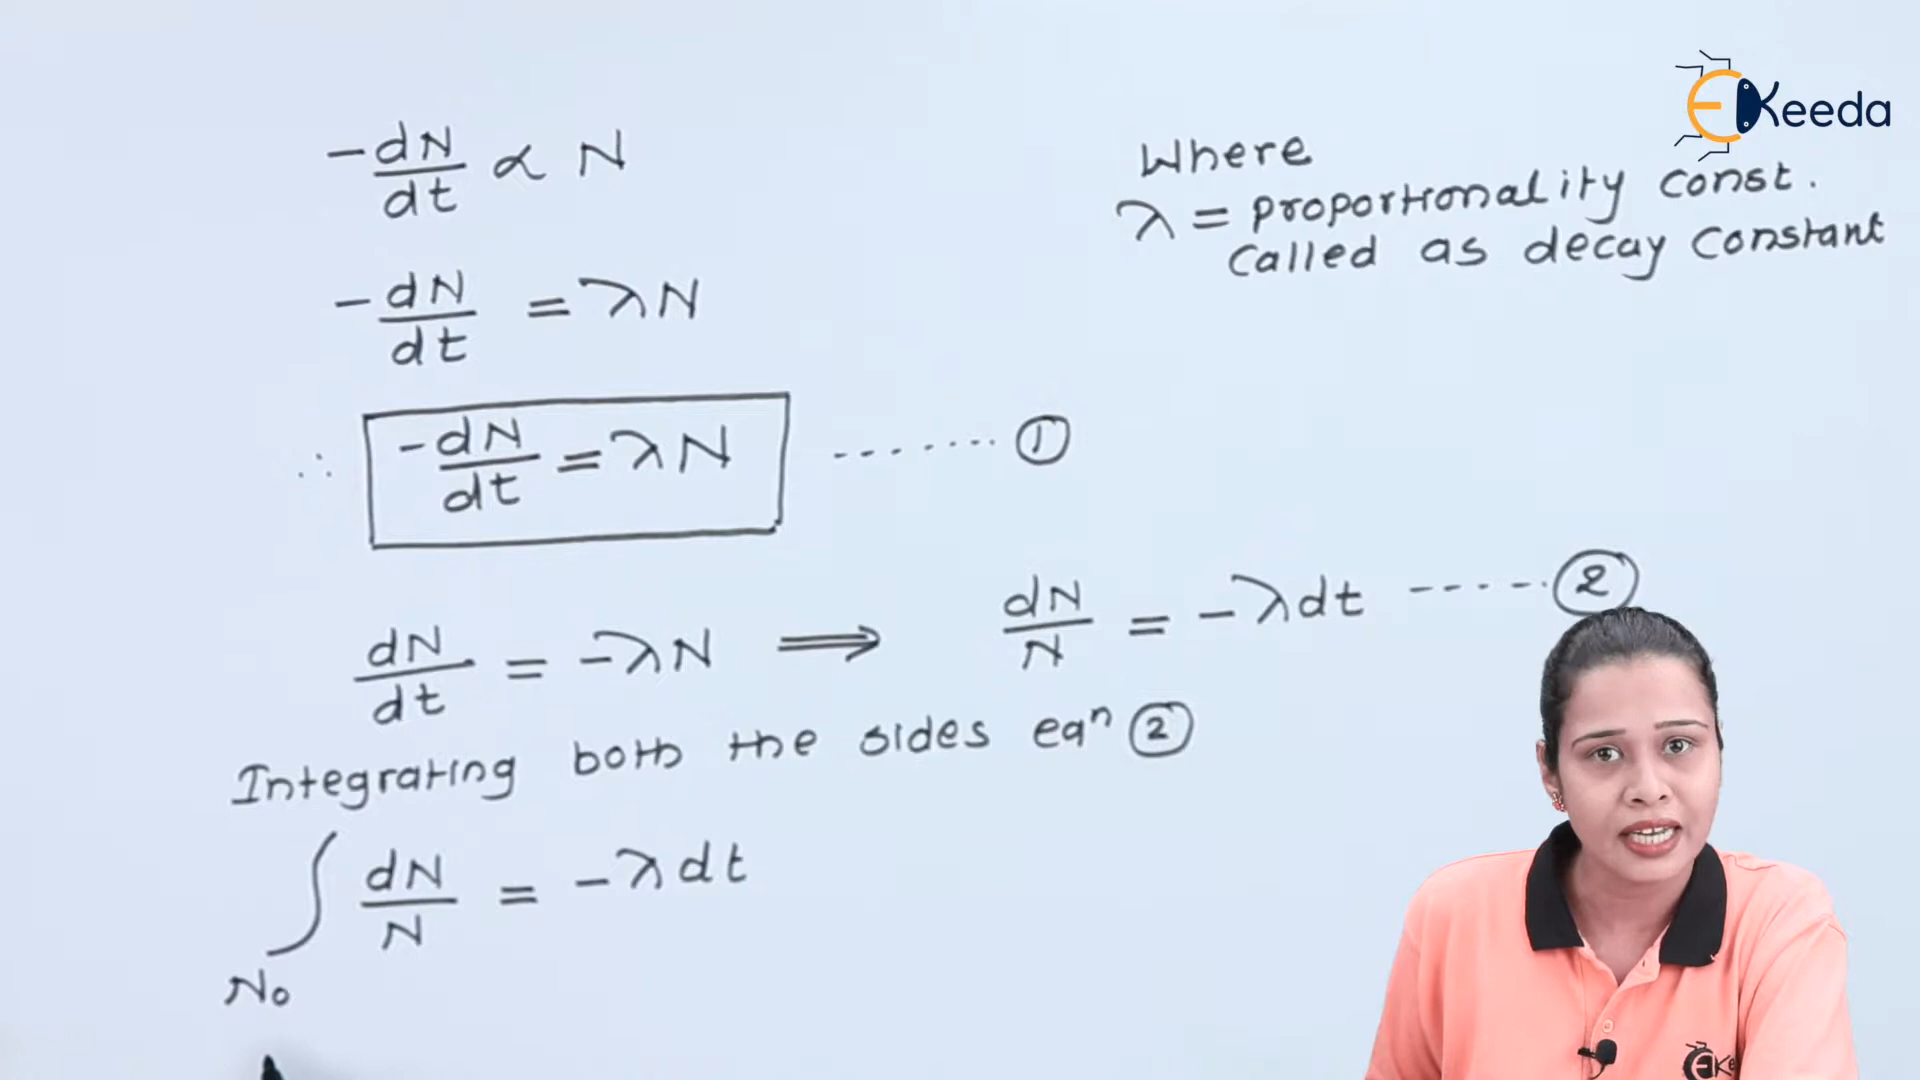 EKeeda
-dN/dt ∝ N
Where
λ = proportionality const.
called as decay constant
-dN/dt = λN
∴ -dN/dt = λN ........ ①
dN/dt = -λN ⟹ dN/N = -λdt ------ ②
Integrating both the sides eqⁿ ②
∫ dN/N = -λdt
N₀
EKe